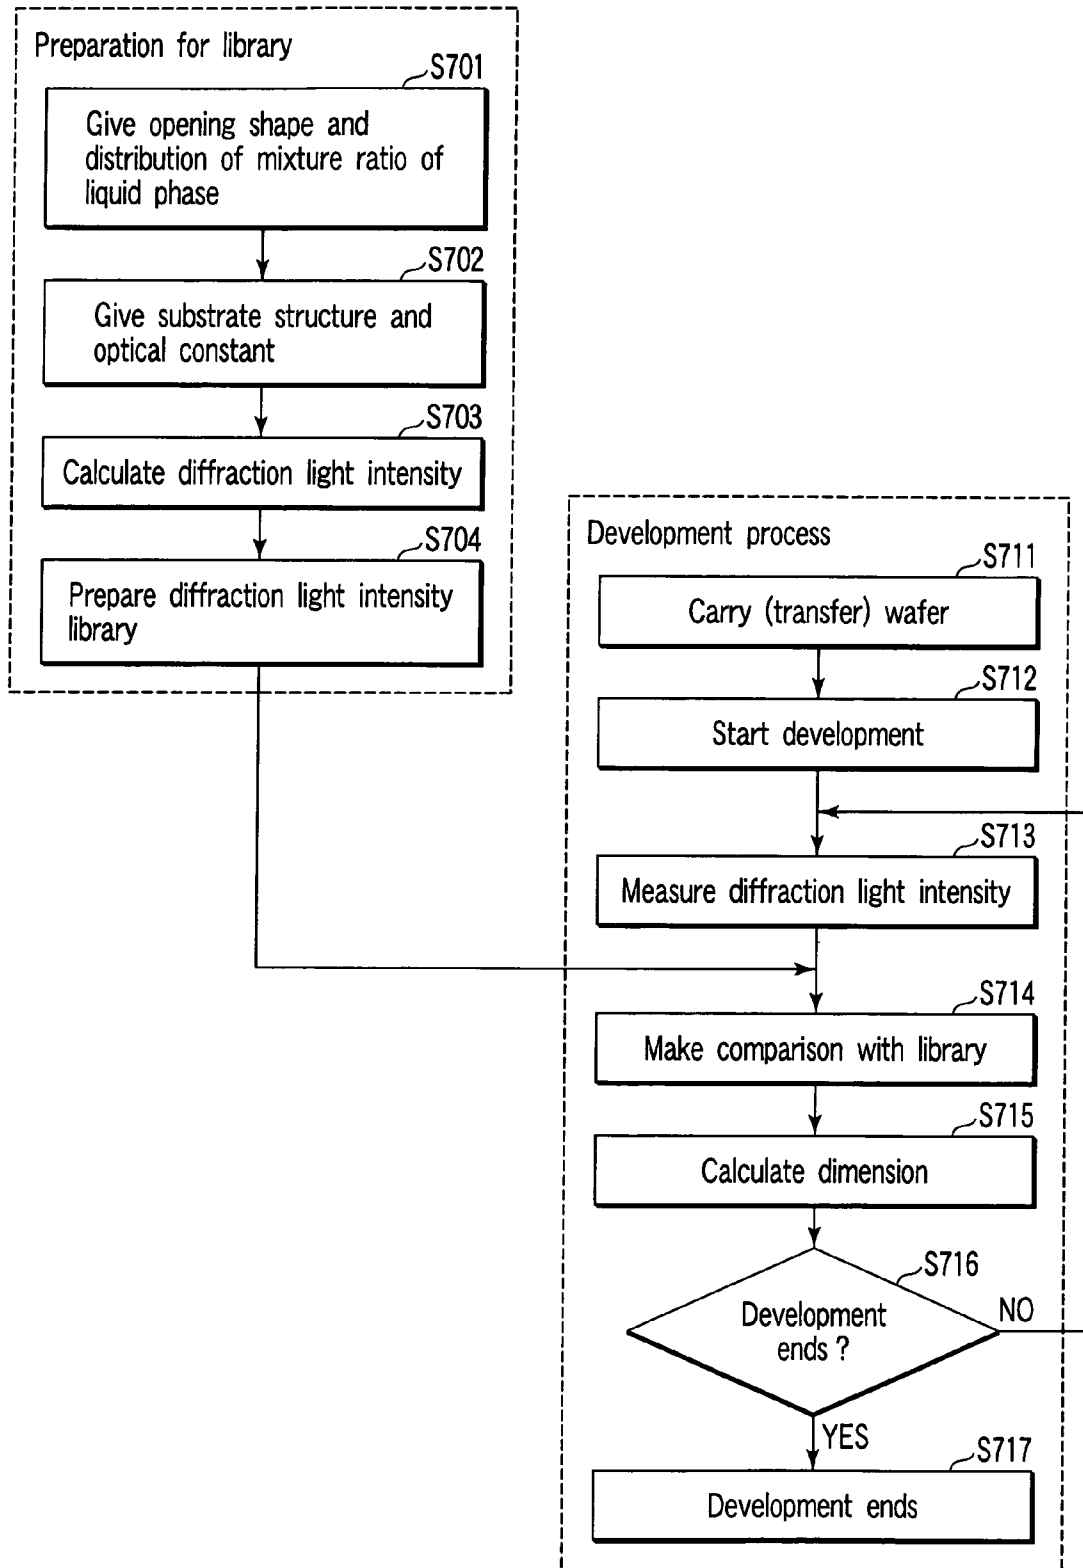 Preparation for library
S701
Give opening shape and
distribution of mixture ratio of
liquid phase
S702
Give substrate structure and
optical constant
S703
Calculate diffraction light intensity
S704
Prepare diffraction light intensity
library
Development process
S711
Carry (transfer) wafer
S712
Start development
S713
Measure diffraction light intensity
S714
Make comparison with library
S715
Calculate dimension
S716
Development
ends ?
NO
YES
S717
Development ends